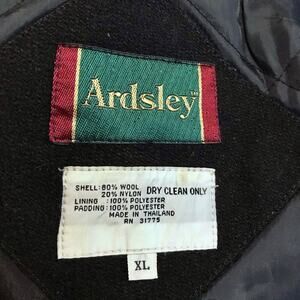 Ardsley™
SHELL: 80% WOOL
20% NYLON DRY CLEAN ONLY
LINING : 100% POLYESTER
PADDING : 100% POLYESTER
MADE IN THAILAND
RN 31775
XL